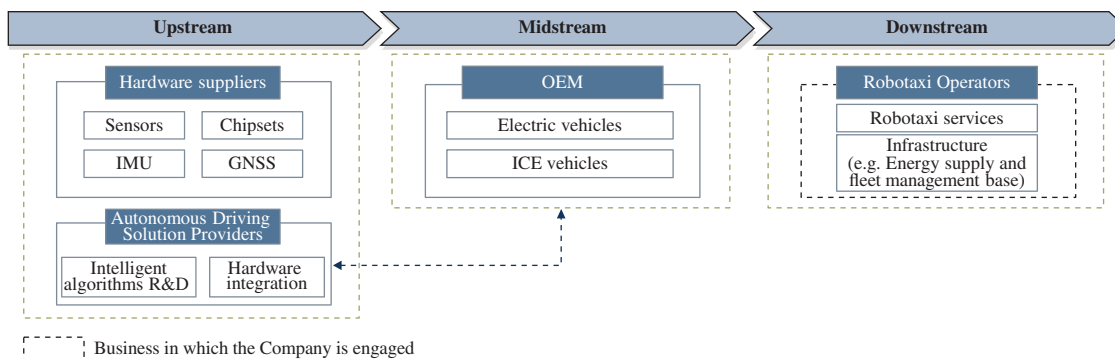 Upstream
Midstream
Downstream
Hardware suppliers
Sensors
Chipsets
IMU
GNSS
Autonomous Driving
Solution Providers
Intelligent
algorithms R&D
Hardware
integration
OEM
Electric vehicles
ICE vehicles
Robotaxi Operators
Robotaxi services
Infrastructure
(e.g. Energy supply and
fleet management base)
Business in which the Company is engaged